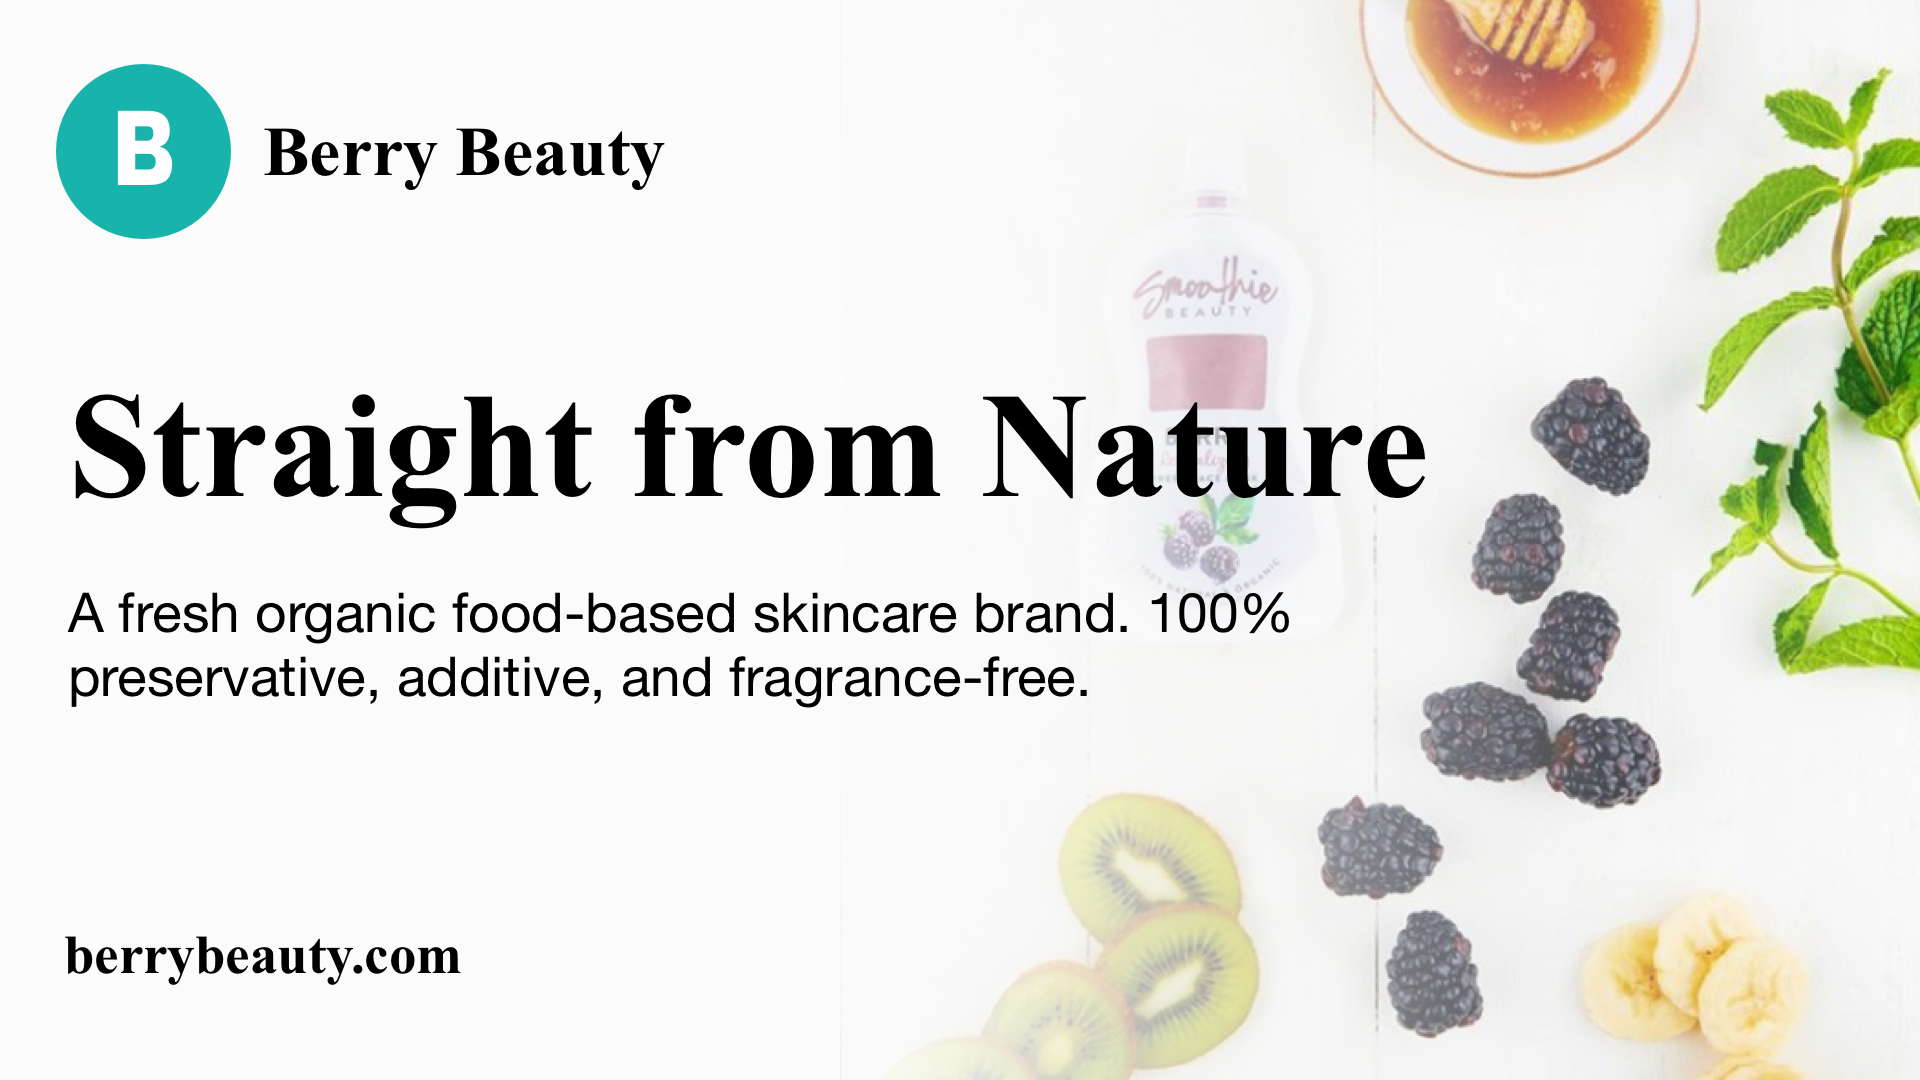 B
Berry Beauty
Smoothie
BEAUTY
Straight from Nature
A fresh organic food-based skincare brand. 100%
preservative, additive, and fragrance-free.
berrybeauty.com